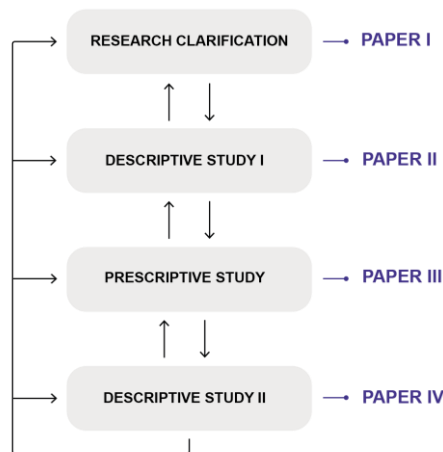 RESEARCH CLARIFICATION
PAPER I
DESCRIPTIVE STUDY I
PAPER II
PRESCRIPTIVE STUDY
PAPER III
DESCRIPTIVE STUDY II
PAPER IV